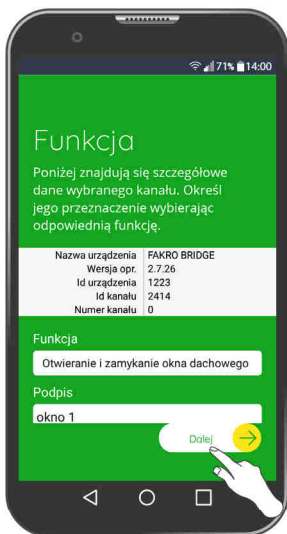 71% 14:00
Funkcja
Poniżej znajdują się szczegółowe
dane wybranego kanału. Określ
jego przeznaczenie wybierając
odpowiednią funkcję.
Nazwa urządzenia FAKRO BRIDGE
Wersja opr. 2.7.26
Id urządzenia 1223
Id kanału 2414
Numer kanału 0
Funkcja
Otwieranie i zamykanie okna dachowego
Podpis
okno 1
Dalej